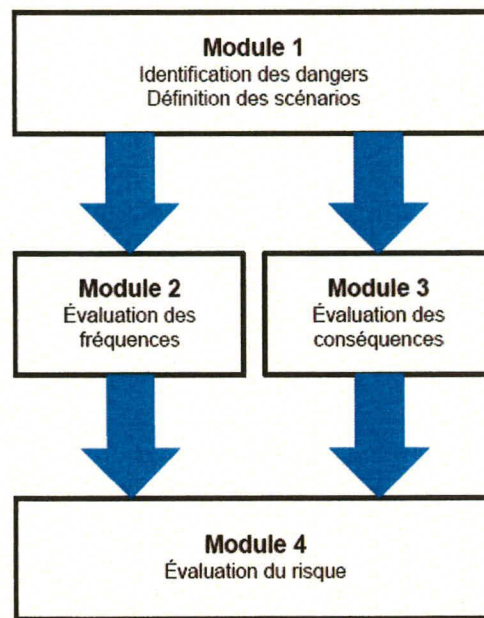 Module 1
Identification des dangers
Définition des scénarios
Module 2
Évaluation des
fréquences
Module 3
Évaluation des
conséquences
Module 4
Évaluation du risque